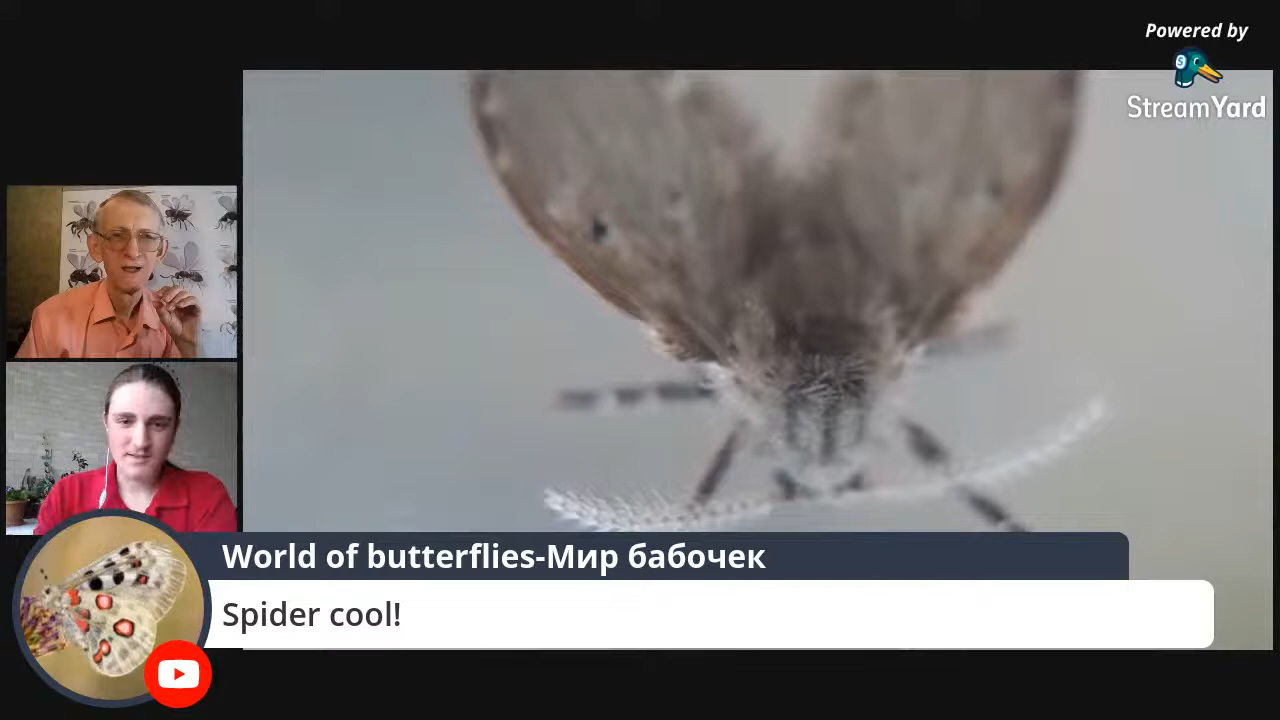 Powered by
StreamYard
World of butterflies-Мир бабочек
Spider cool!